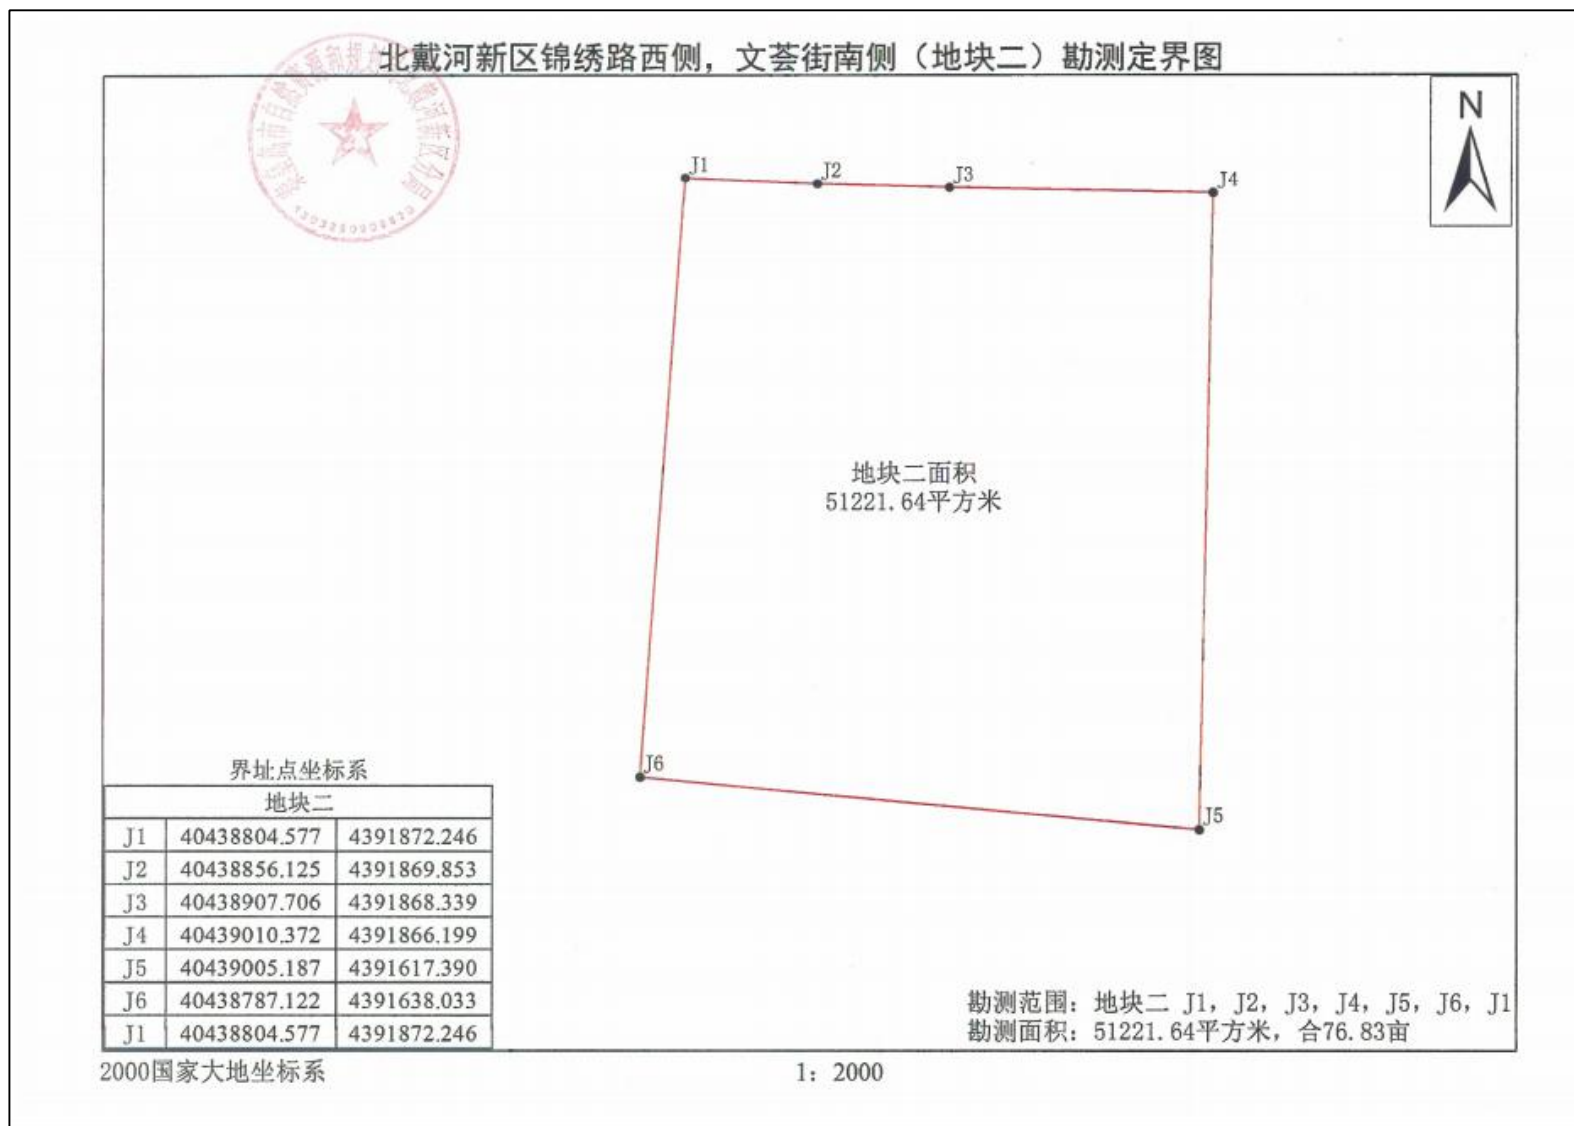 北戴河新区锦绣路西侧，文荟街南侧（地块二）勘测定界图
N
J1
J2
J3
J4
地块二面积
51221.64平方米
J6
J5
界址点坐标系
地块二
J1 40438804.577 4391872.246
J2 40438856.125 4391869.853
J3 40438907.706 4391868.339
J4 40439010.372 4391866.199
J5 40439005.187 4391617.390
J6 40438787.122 4391638.033
J1 40438804.577 4391872.246
勘测范围：地块二 J1，J2，J3，J4，J5，J6，J1
勘测面积：51221.64平方米，合76.83亩
2000国家大地坐标系
1：2000